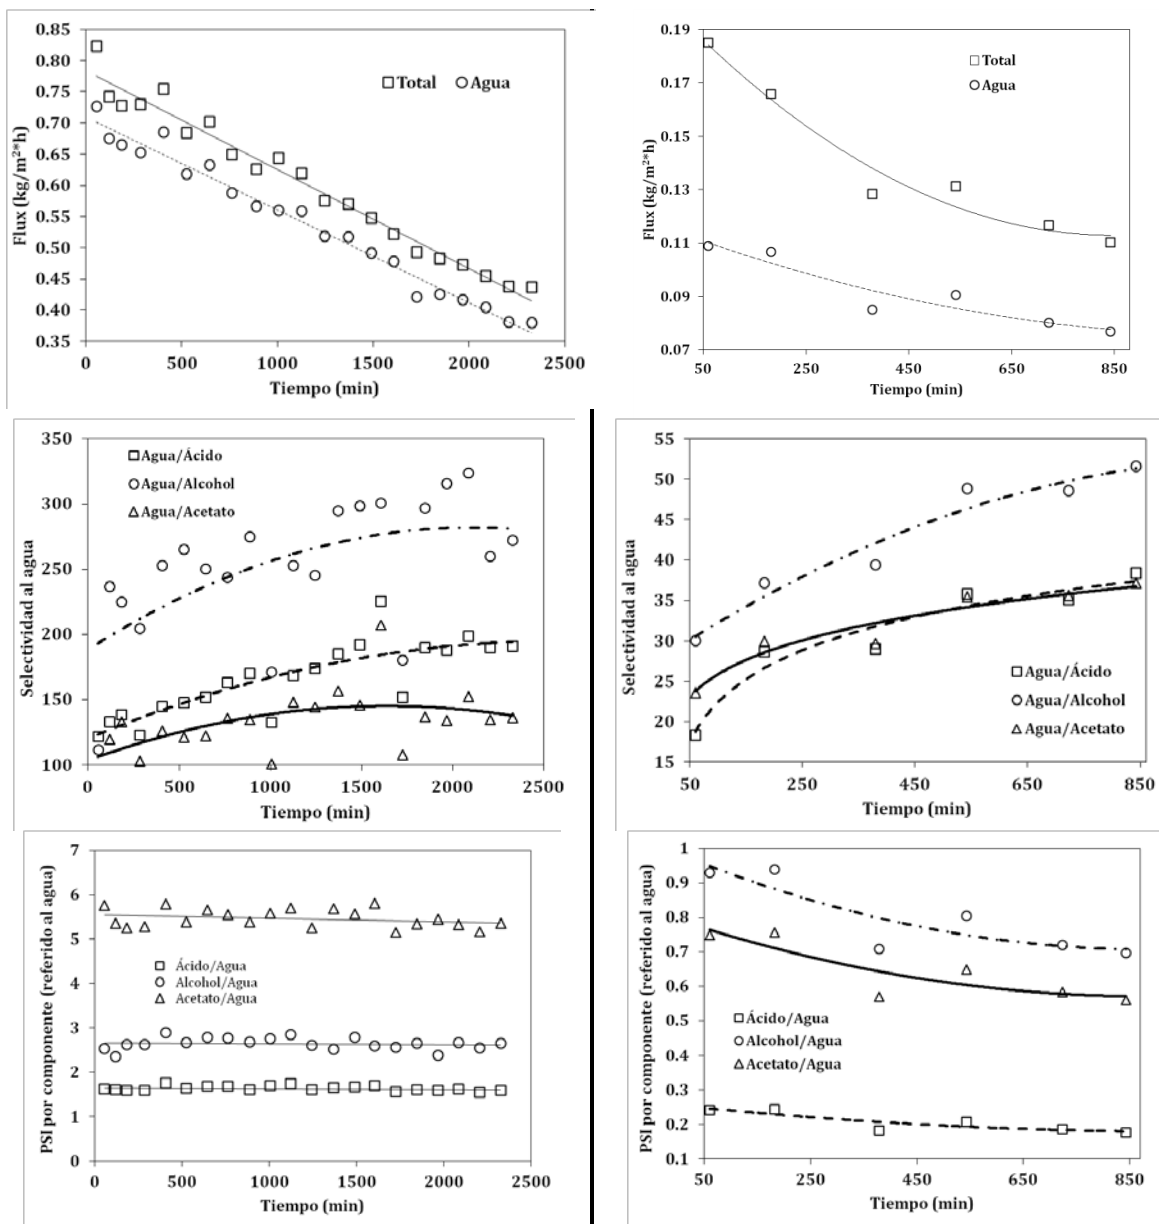 0.85
0.80
0.75
0.70
0.65
0.60
0.55
0.50
0.45
0.40
0.35
Flux (kg/m²*h)
Total Agua
0 500 1000 1500 2000 2500
Tiempo (min)
0.19
0.17
0.15
0.13
0.11
0.09
0.07
Flux (kg/m²*h)
Total
Agua
50 250 450 650 850
Tiempo (min)
350
300
250
200
150
100
Selectividad al agua
Agua/Ácido
Agua/Alcohol
Agua/Acetato
0 500 1000 1500 2000 2500
Tiempo (min)
55
50
45
40
35
30
25
20
15
Selectividad al agua
Agua/Ácido
Agua/Alcohol
Agua/Acetato
50 250 450 650 850
Tiempo (min)
7
6
5
4
3
2
1
0
PSI por componente (referido al agua)
Ácido/Agua
Alcohol/Agua
Acetato/Agua
0 500 1000 1500 2000 2500
Tiempo (min)
1
0.9
0.8
0.7
0.6
0.5
0.4
0.3
0.2
0.1
PSI por componente (referido al agua)
Ácido/Agua
Alcohol/Agua
Acetato/Agua
50 250 450 650 850
Tiempo (min)